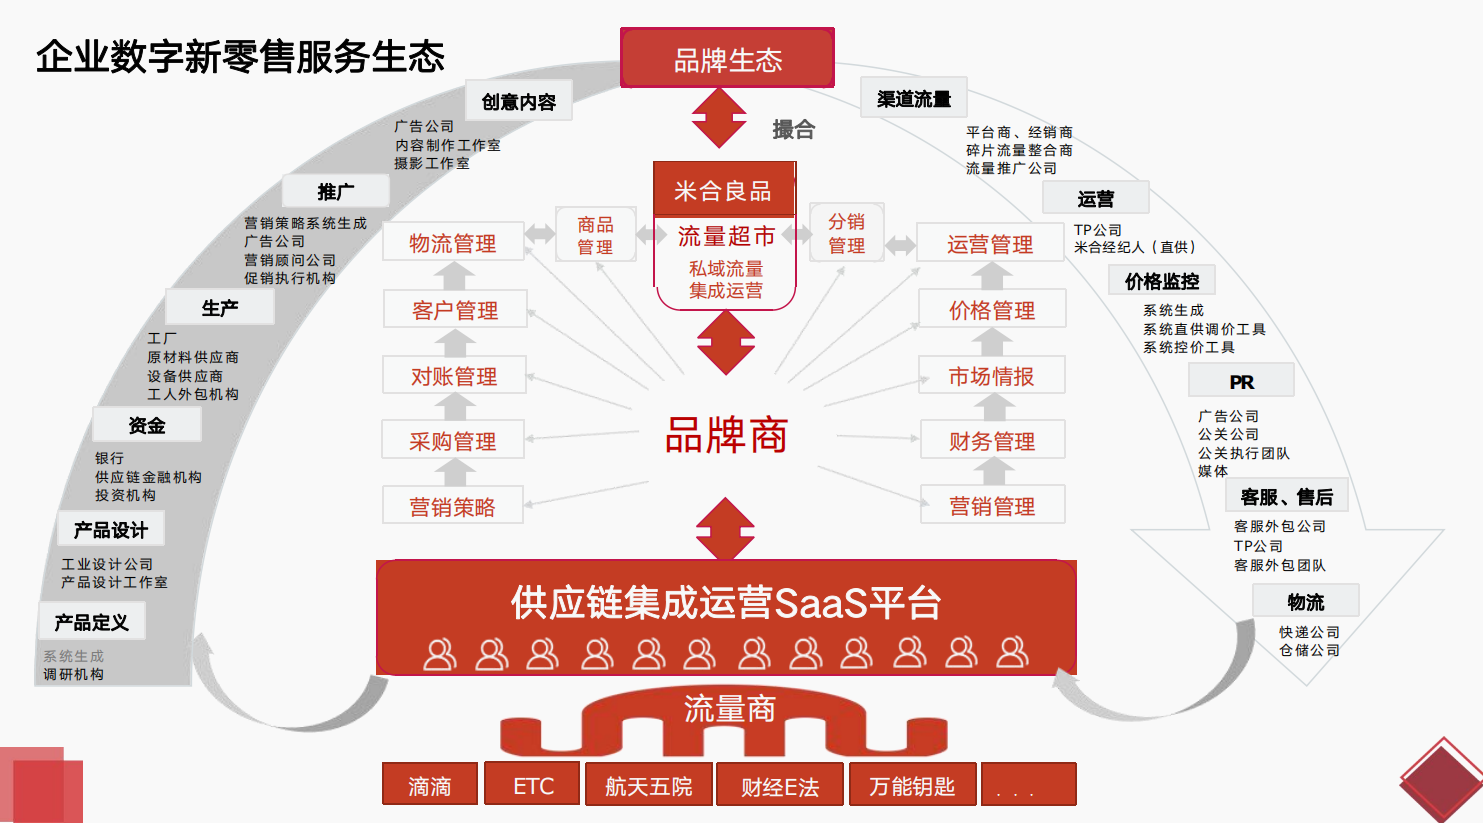 企业数字新零售服务生态
品牌生态
撮合
创意内容
广告公司
内容制作工作室
摄影工作室
推广
营销策略系统生成
广告公司
营销顾问公司
促销执行机构
生产
工厂
原材料供应商
设备供应商
工人外包机构
资金
银行
供应链金融机构
投资机构
产品设计
工业设计公司
产品设计工作室
产品定义
系统生成
调研机构
物流管理
客户管理
对账管理
采购管理
营销策略
商品
管理
米合良品
流量超市
私域流量
集成运营
分销
管理
品牌商
运营管理
价格管理
市场情报
财务管理
营销管理
渠道流量
平台商、经销商
碎片流量整合商
流量推广公司
运营
TP公司
米合经纪人（直供）
价格监控
系统生成
系统直供调价工具
系统控价工具
PR
广告公司
公关公司
公关执行团队
媒体
客服、售后
客服外包公司
TP公司
客服外包团队
物流
快递公司
仓储公司
供应链集成运营SaaS平台
流量商
滴滴
ETC
航天五院
财经E法
万能钥匙
. . .